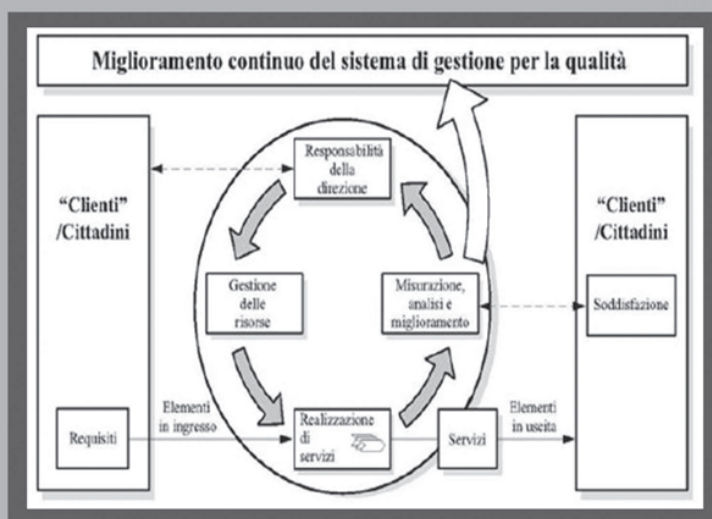 Miglioramento continuo del sistema di gestione per la qualità
“Clienti”
/Cittadini
Requisiti
Elementi
in ingresso
Responsabilità
della
direzione
Gestione
delle
risorse
Misurazione,
analisi e
miglioramento
Realizzazione
di
servizi
Servizi
Elementi
in uscita
“Clienti”
/Cittadini
Soddisfazione